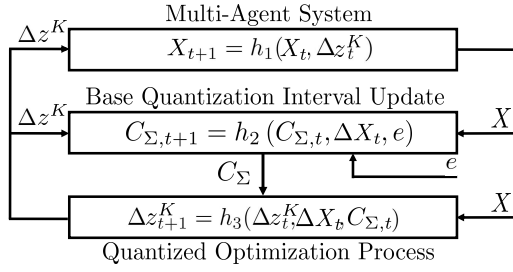 Multi-Agent System
Δz^K
X_{t+1} = h_1(X_t, Δz_t^K)
Δz^K
Base Quantization Interval Update
C_{Σ,t+1} = h_2 (C_{Σ,t}, ΔX_t, e)
X
C_Σ
e
Δz_{t+1}^K = h_3(Δz_t^K, ΔX_t, C_{Σ,t})
X
Quantized Optimization Process